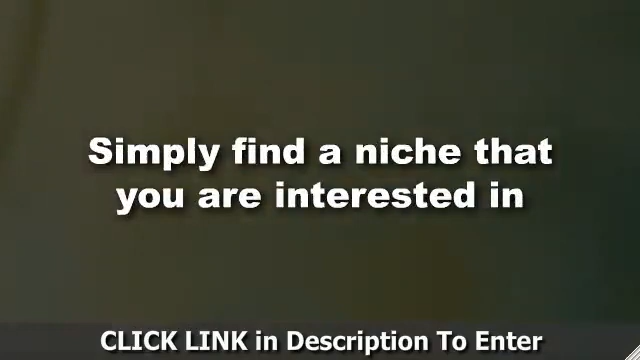 Simply find a niche that
you are interested in
CLICK LINK in Description To Enter